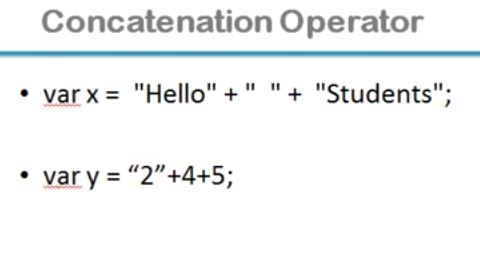 Concatenation Operator
• var x =  "Hello" + "  " +  "Students";
• var y = “2”+4+5;